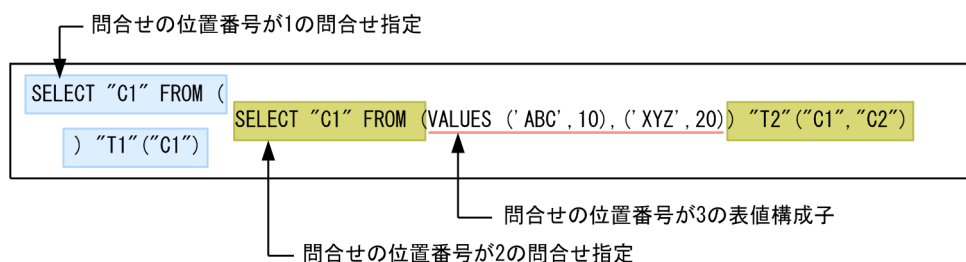 問合せの位置番号が1の問合せ指定
SELECT "C1" FROM (
SELECT "C1" FROM (VALUES ('ABC',10),('XYZ',20)) "T2"("C1","C2")
) "T1"("C1")
問合せの位置番号が3の表値構成子
問合せの位置番号が2の問合せ指定